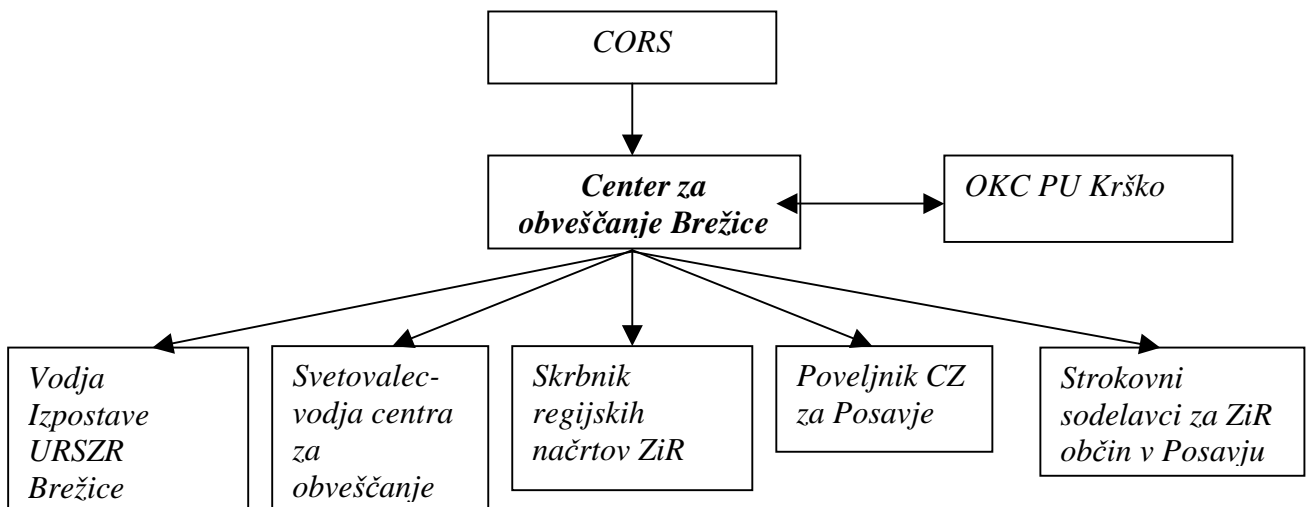 CORS
Center za
obveščanje Brežice
OKC PU Krško
Vodja
Izpostave
URSZR
Brežice
Svetovalec-
vodja centra
za
obveščanje
Skrbnik
regijskih
načrtov ZiR
Poveljnik CZ
za Posavje
Strokovni
sodelavci za ZiR
občin v Posavju